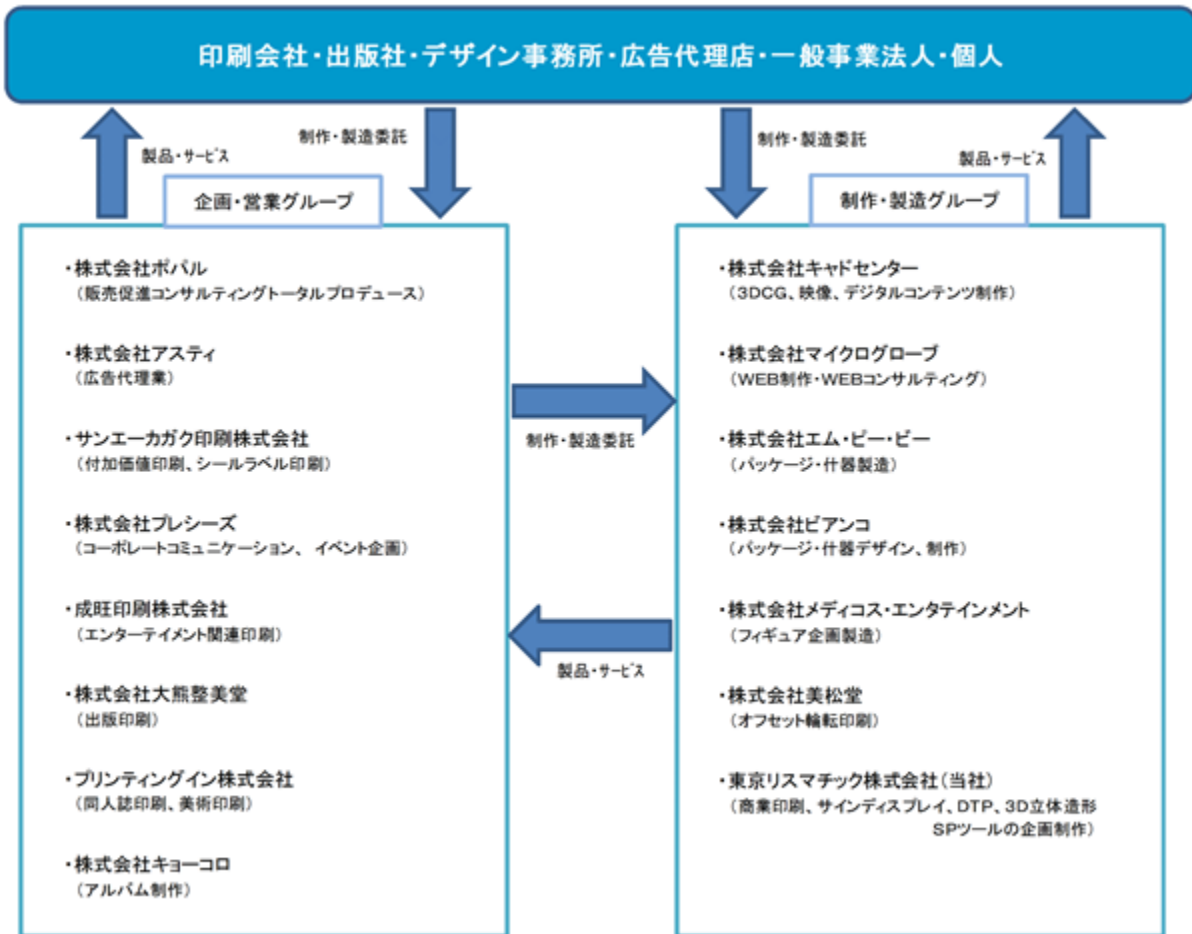 印刷会社・出版社・デザイン事務所・広告代理店・一般事業法人・個人
製品・サービス
制作・製造委託
制作・製造委託
製品・サービス
企画・営業グループ
・株式会社ポパル
（販売促進コンサルティングトータルプロデュース）
・株式会社アスティ
（広告代理業）
・サンエーカガク印刷株式会社
（付加価値印刷、シールラベル印刷）
・株式会社プレシーズ
（コーポレートコミュニケーション、 イベント企画）
・成旺印刷株式会社
（エンターテイメント関連印刷）
・株式会社大熊整美堂
（出版印刷）
・プリンティングイン株式会社
（同人誌印刷、美術印刷）
・株式会社キョーコロ
（アルバム制作）
制作・製造委託
製品・サービス
制作・製造グループ
・株式会社キャドセンター
（3DCG、映像、デジタルコンテンツ制作）
・株式会社マイクログローブ
（WEB制作・WEBコンサルティング）
・株式会社エム・ピー・ビー
（パッケージ・什器製造）
・株式会社ビアンコ
（パッケージ・什器デザイン、制作）
・株式会社メディコス・エンタテインメント
（フィギュア企画製造）
・株式会社美松堂
（オフセット輪転印刷）
・東京リスマチック株式会社（当社）
（商業印刷、サインディスプレイ、DTP、3D立体造形
SPツールの企画制作）